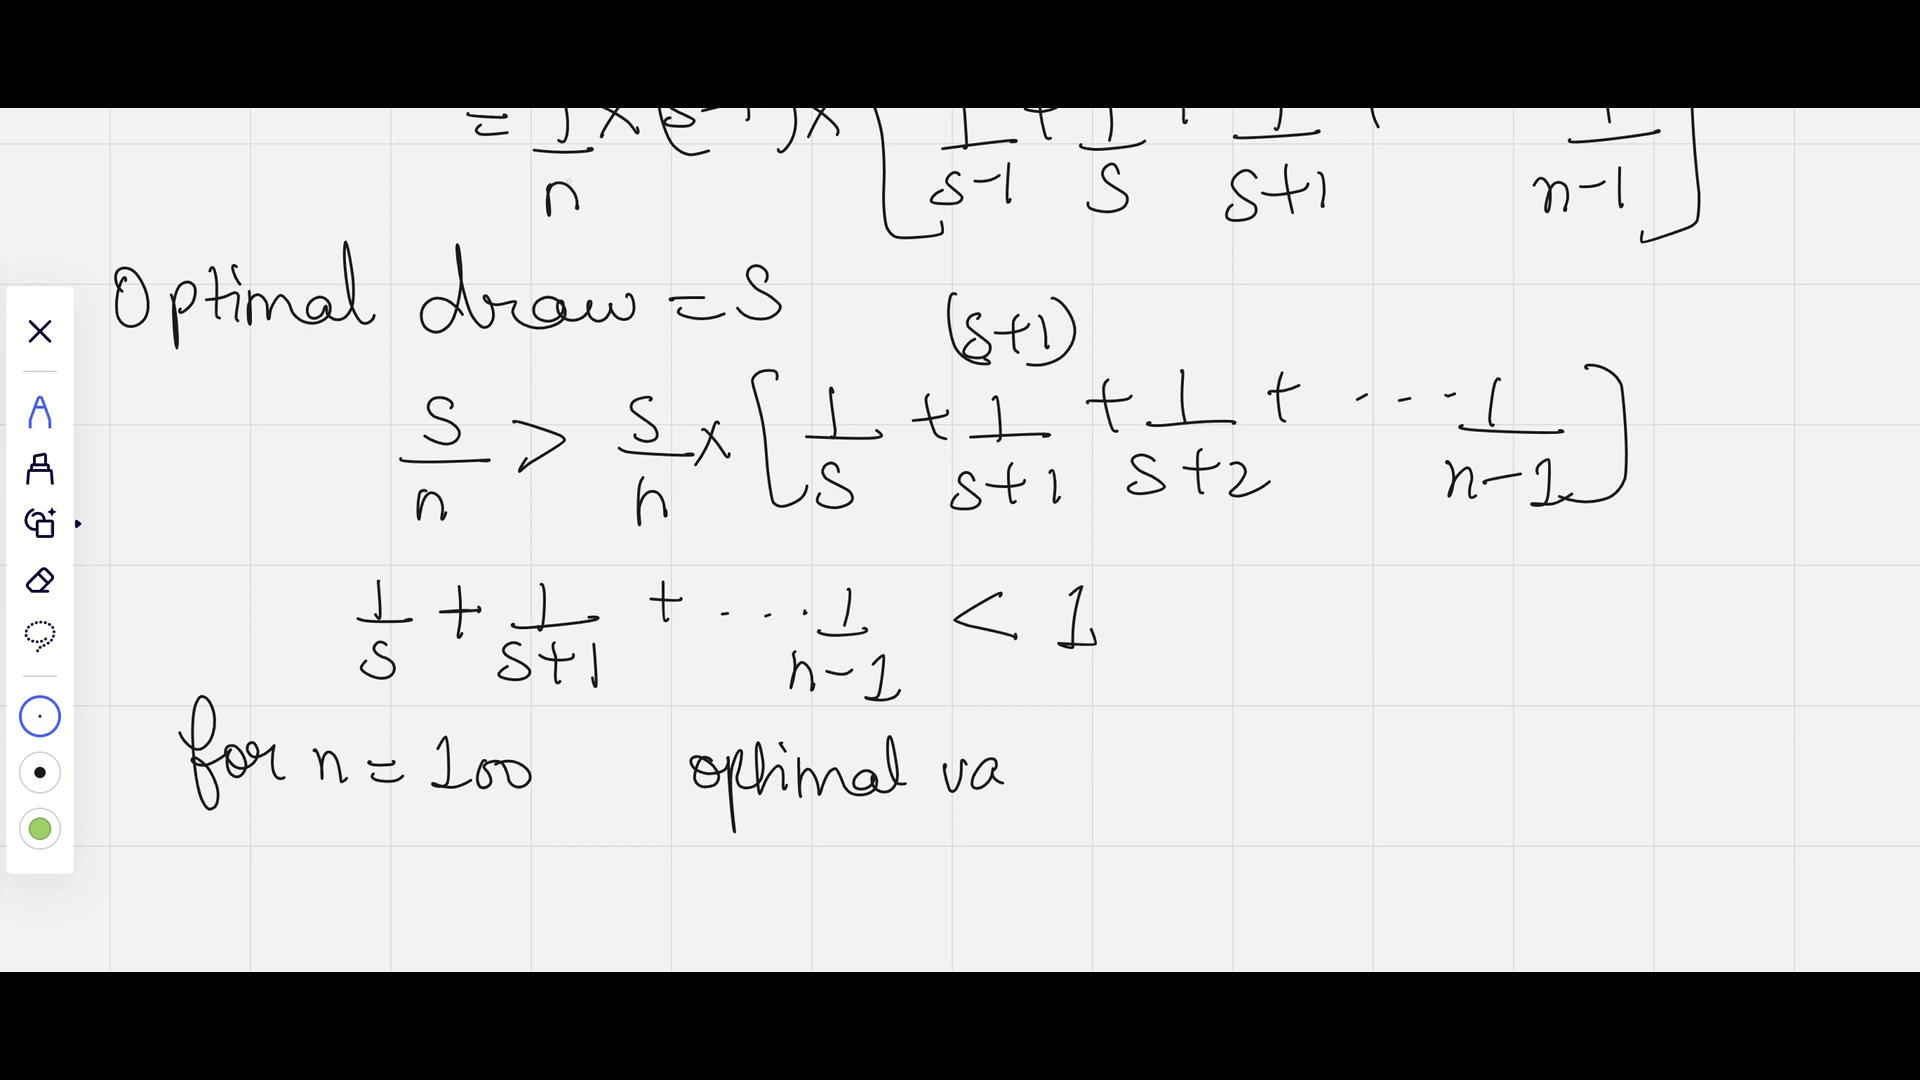 = 1/n × (s-1) × [1/s-1 + 1/s + 1/s+1 + 1/n-1]
Optimal draw = S
(s+1)
S/n > S/n × [1/S + 1/s+1 + 1/s+2 + ... 1/n-1]
1/s + 1/s+1 + ... 1/n-1 < 1
for n = 100 optimal va